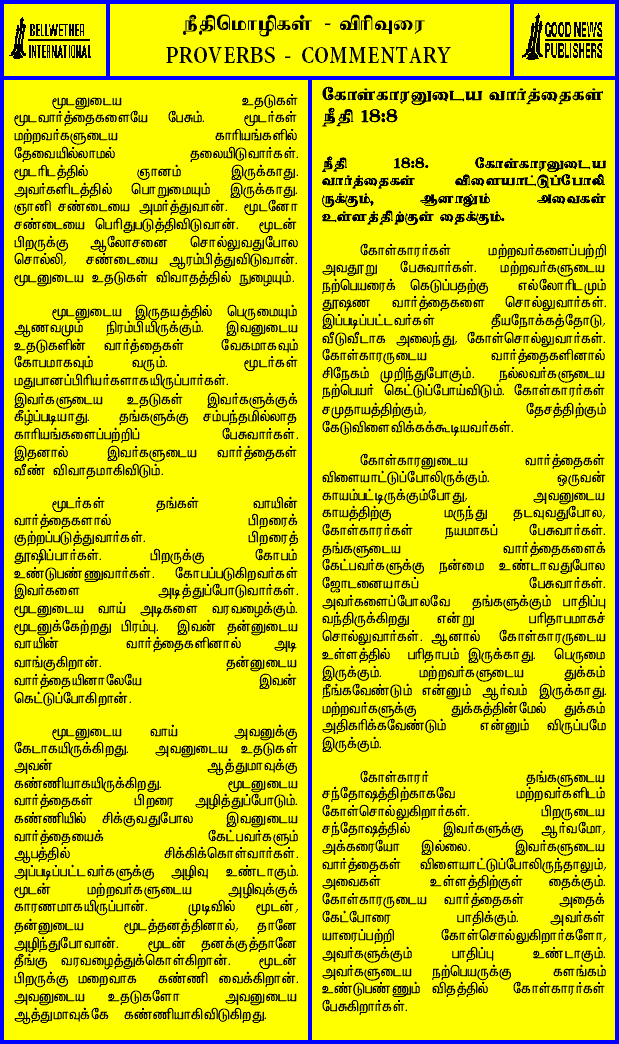 BELLWETHER
INTERNATIONAL
நீதிமொழிகள் - விரிவுரை
PROVERBS - COMMENTARY
GOOD NEWS
PUBLISHERS
மூடனுடைய உதடுகள்
மூடவார்த்தைகளையே பேசும். மூடர்கள்
மற்றவர்களுடைய காரியங்களில்
தேவையில்லாமல் தலையிடுவார்கள்.
மூடரிடத்தில் ஞானம் இருக்காது.
அவர்களிடத்தில் பொறுமையும் இருக்காது.
ஞானி சண்டையை அமர்த்துவான். மூடனோ
சண்டையை பெரிதுபடுத்திவிடுவான். மூடன்
பிறருக்கு ஆலோசனை சொல்லுவதுபோல
சொல்லி, சண்டையை ஆரம்பித்துவிடுவான்.
மூடனுடைய உதடுகள் விவாதத்தில் நுழையும்.
மூடனுடைய இருதயத்தில் பெருமையும்
ஆணவமும் நிரம்பியிருக்கும். இவனுடைய
உதடுகளின் வார்த்தைகள் வேகமாகவும்
கோபமாகவும் வரும். மூடர்கள்
மதுபானப்பிரியர்களாகயிருப்பார்கள்.
இவர்களுடைய உதடுகள் இவர்களுக்குக்
கீழ்ப்படியாது. தங்களுக்கு சம்பந்தமில்லாத
காரியங்களைப்பற்றிப் பேசுவார்கள்.
இதனால் இவர்களுடைய வார்த்தைகள்
வீண் விவாதமாகிவிடும்.
மூடர்கள் தங்கள் வாயின்
வார்த்தைகளால் பிறரைக்
குற்றப்படுத்துவார்கள். பிறரைத்
தூஷிப்பார்கள். பிறருக்கு கோபம்
உண்டுபண்ணுவார்கள். கோபப்படுகிறவர்கள்
இவர்களை அடித்துப்போடுவார்கள்.
மூடனுடைய வாய் அடிகளை வரவழைக்கும்.
மூடனுக்கேற்றது பிரம்பு. இவன் தன்னுடைய
வாயின் வார்த்தைகளினால் அடி
வாங்குகிறான். தன்னுடைய
வார்த்தையினாலேயே இவன்
கெட்டுப்போகிறான்.
மூடனுடைய வாய் அவனுக்கு
கேடாகயிருக்கிறது. அவனுடைய உதடுகள்
அவன் ஆத்துமாவுக்கு
கண்ணியாகயிருக்கிறது. மூடனுடைய
வார்த்தைகள் பிறரை அழித்துப்போடும்.
கண்ணியில் சிக்குவதுபோல இவனுடைய
வார்த்தையைக் கேட்பவர்களும்
ஆபத்தில் சிக்கிக்கொள்வார்கள்.
அப்படிப்பட்டவர்களுக்கு அழிவு உண்டாகும்.
மூடன் மற்றவர்களுடைய அழிவுக்குக்
காரணமாகயிருப்பான். முடிவில் மூடன்,
தன்னுடைய மூடத்தனத்தினால், தானே
அழிந்துபோவான். மூடன் தனக்குத்தானே
தீங்கு வரவழைத்துக்கொள்கிறான். மூடன்
பிறருக்கு மறைவாக கண்ணி வைக்கிறான்.
அவனுடைய உதடுகளோ அவனுடைய
ஆத்துமாவுக்கே கண்ணியாகிவிடுகிறது.
கோள்காரனுடைய வார்த்தைகள்
நீதி 18:8
நீதி 18:8. கோள்காரனுடைய
வார்த்தைகள் விளையாட்டுப்போலி
ருக்கும், ஆனாலும் அவைகள்
உள்ளத்திற்குள் தைக்கும்.
கோள்காரர்கள் மற்றவர்களைப்பற்றி
அவதூறு பேசுவார்கள். மற்றவர்களுடைய
நற்பெயரைக் கெடுப்பதற்கு எல்லோரிடமும்
தூஷண வார்த்தைகளை சொல்லுவார்கள்.
இப்படிப்பட்டவர்கள் தீயநோக்கத்தோடு,
வீடுவீடாக அலைந்து, கோள்சொல்லுவார்கள்.
கோள்காரருடைய வார்த்தைகளினால்
சிநேகம் முறிந்துபோகும். நல்லவர்களுடைய
நற்பெயர் கெட்டுப்போய்விடும். கோள்காரர்கள்
சமுதாயத்திற்கும், தேசத்திற்கும்
கேடுவிளைவிக்கக்கூடியவர்கள்.
கோள்காரனுடைய வார்த்தைகள்
விளையாட்டுப்போலிருக்கும். ஒருவன்
காயம்பட்டிருக்கும்போது, அவனுடைய
காயத்திற்கு மருந்து தடவுவதுபோல,
கோள்காரர்கள் நயமாகப் பேசுவார்கள்.
தங்களுடைய வார்த்தைகளைக்
கேட்பவர்களுக்கு நன்மை உண்டாவதுபோல
ஜோடனையாகப் பேசுவார்கள்.
அவர்களைப்போலவே தங்களுக்கும் பாதிப்பு
வந்திருக்கிறது என்று பரிதாபமாகச்
சொல்லுவார்கள். ஆனால் கோள்காரருடைய
உள்ளத்தில் பரிதாபம் இருக்காது. பெருமை
இருக்கும். மற்றவர்களுடைய துக்கம்
நீங்கவேண்டும் என்னும் ஆர்வம் இருக்காது.
மற்றவர்களுக்கு துக்கத்தின்மேல் துக்கம்
அதிகரிக்கவேண்டும் என்னும் விருப்பமே
இருக்கும்.
கோள்காரர் தங்களுடைய
சந்தோஷத்திற்காகவே மற்றவர்களிடம்
கோள்சொல்லுகிறார்கள். பிறருடைய
சந்தோஷத்தில் இவர்களுக்கு ஆர்வமோ,
அக்கரையோ இல்லை. இவர்களுடைய
வார்த்தைகள் விளையாட்டுப்போலிருந்தாலும்,
அவைகள் உள்ளத்திற்குள் தைக்கும்.
கோள்காரருடைய வார்த்தைகள் அதைக்
கேட்போரை பாதிக்கும். அவர்கள்
யாரைப்பற்றி கோள்சொல்லுகிறார்களோ,
அவர்களுக்கும் பாதிப்பு உண்டாகும்.
அவர்களுடைய நற்பெயருக்கு களங்கம்
உண்டுபண்ணும் விதத்தில் கோள்காரர்கள்
பேசுகிறார்கள்.